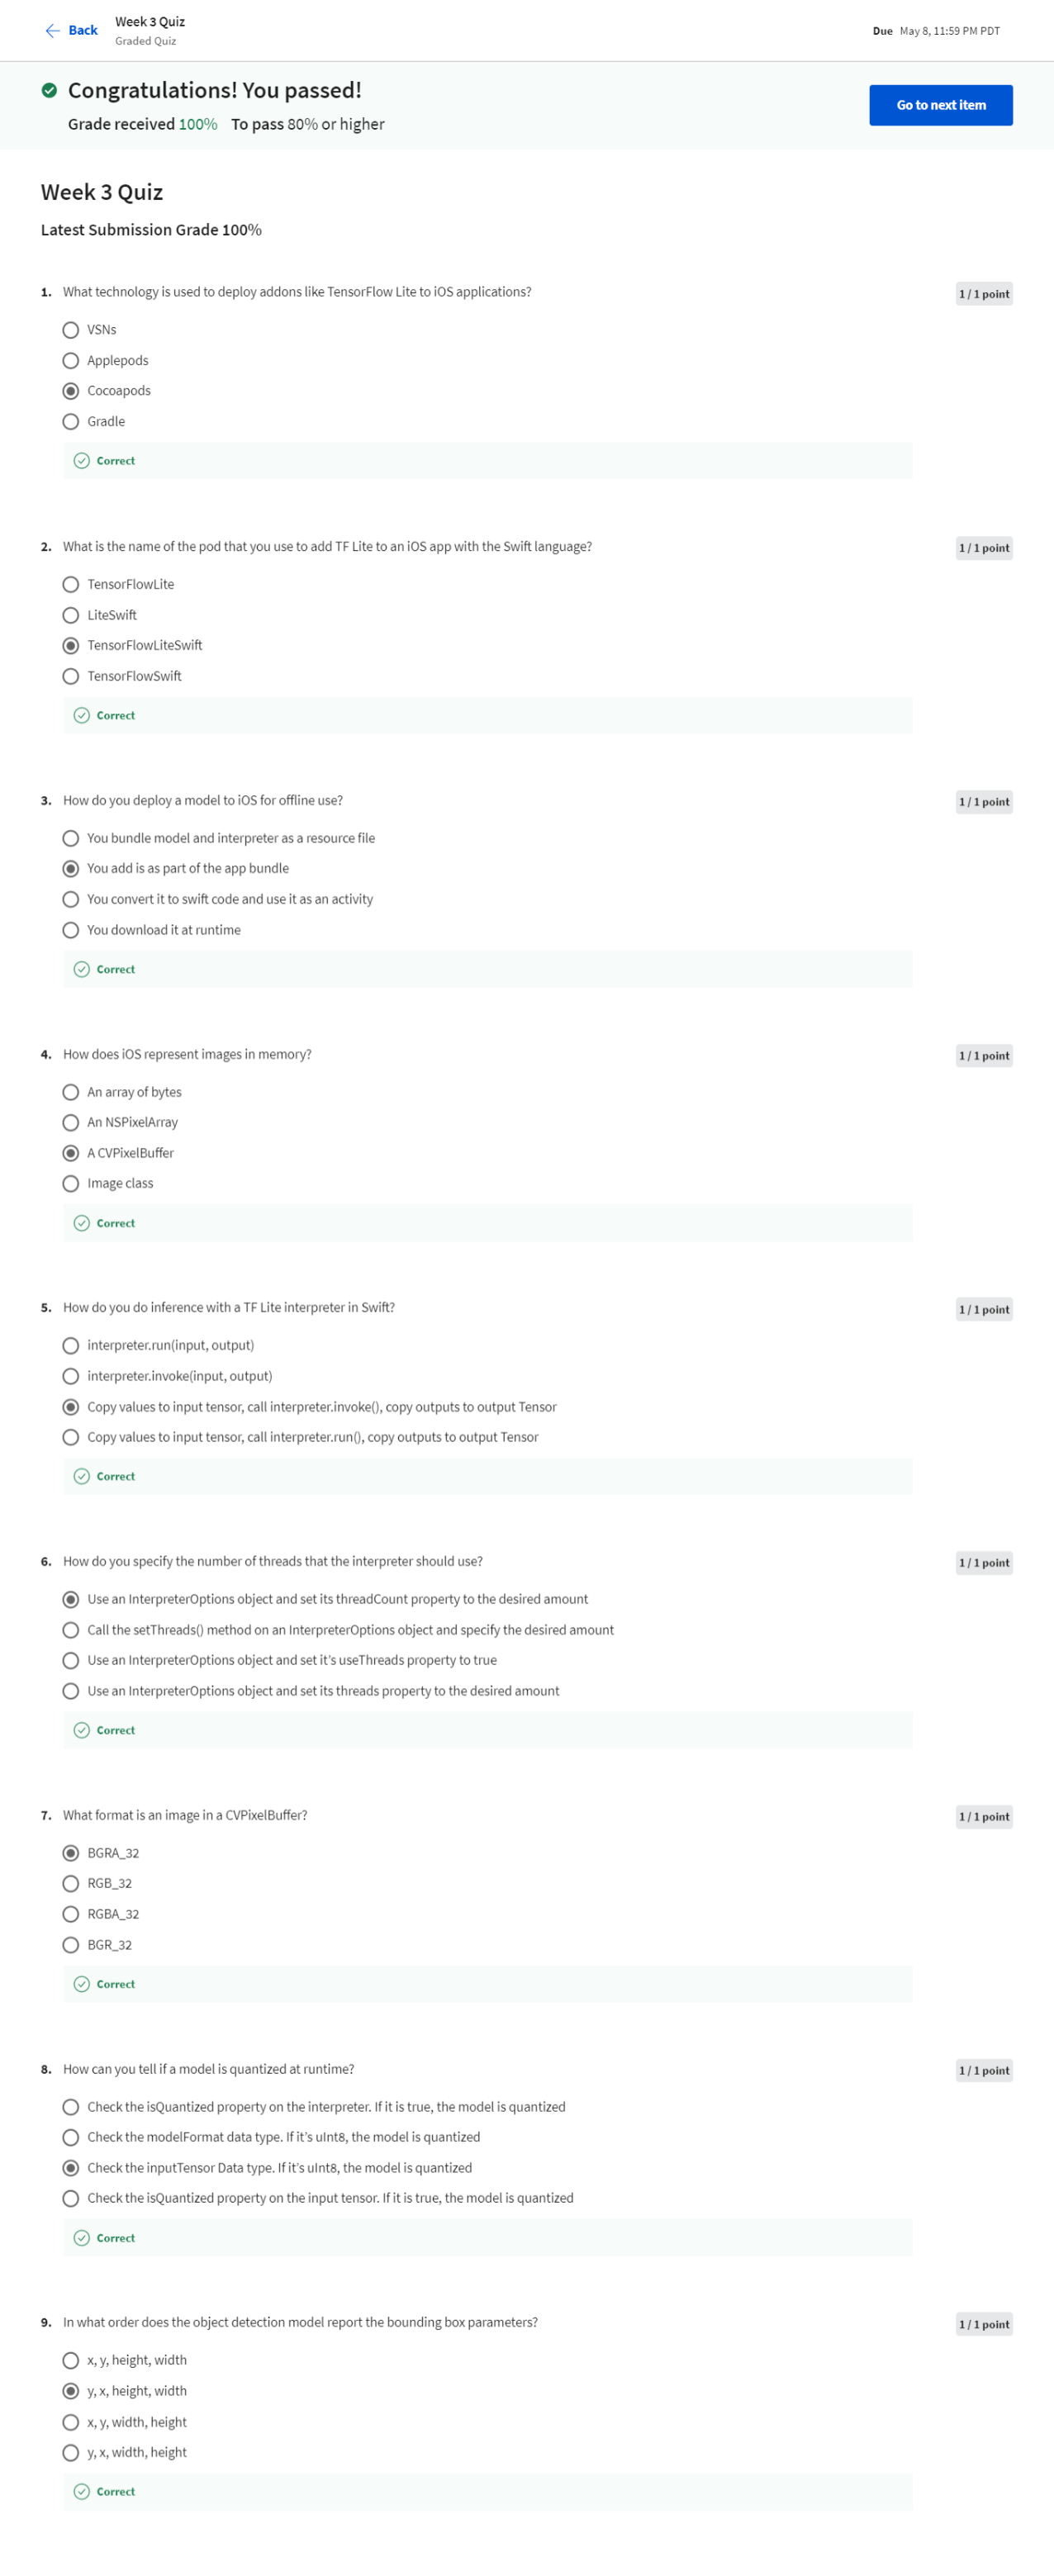 Back
Week 3 Quiz
Graded Quiz
Due May 8, 11:59 PM PDT
Congratulations! You passed!
Grade received 100% To pass 80% or higher
Go to next item
Week 3 Quiz
Latest Submission Grade 100%
1. What technology is used to deploy addons like TensorFlow Lite to iOS applications?
1 / 1 point
VSNs
Applepods
Cocoapods
Gradle
Correct
2. What is the name of the pod that you use to add TF Lite to an iOS app with the Swift language?
1 / 1 point
TensorFlowLite
LiteSwift
TensorFlowLiteSwift
TensorFlowSwift
Correct
3. How do you deploy a model to iOS for offline use?
1 / 1 point
You bundle model and interpreter as a resource file
You add is as part of the app bundle
You convert it to swift code and use it as an activity
You download it at runtime
Correct
4. How does iOS represent images in memory?
1 / 1 point
An array of bytes
An NSPixelArray
A CVPixelBuffer
Image class
Correct
5. How do you do inference with a TF Lite interpreter in Swift?
1 / 1 point
interpreter.run(input, output)
interpreter.invoke(input, output)
Copy values to input tensor, call interpreter.invoke(), copy outputs to output Tensor
Copy values to input tensor, call interpreter.run(), copy outputs to output Tensor
Correct
6. How do you specify the number of threads that the interpreter should use?
1 / 1 point
Use an InterpreterOptions object and set its threadCount property to the desired amount
Call the setThreads() method on an InterpreterOptions object and specify the desired amount
Use an InterpreterOptions object and set it’s useThreads property to true
Use an InterpreterOptions object and set its threads property to the desired amount
Correct
7. What format is an image in a CVPixelBuffer?
1 / 1 point
BGRA_32
RGB_32
RGBA_32
BGR_32
Correct
8. How can you tell if a model is quantized at runtime?
1 / 1 point
Check the isQuantized property on the interpreter. If it is true, the model is quantized
Check the modelFormat data type. If it’s uInt8, the model is quantized
Check the inputTensor Data type. If it’s uInt8, the model is quantized
Check the isQuantized property on the input tensor. If it is true, the model is quantized
Correct
9. In what order does the object detection model report the bounding box parameters?
1 / 1 point
x, y, height, width
y, x, height, width
x, y, width, height
y, x, width, height
Correct